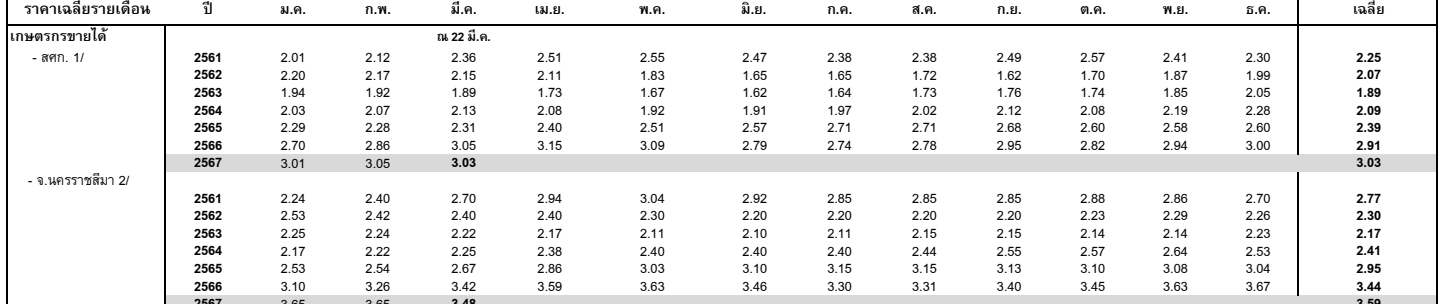 ราคาเฉลี่ยรายเดือน ปี ม.ค. ก.พ. มี.ค. เม.ย. พ.ค. มิ.ย. ก.ค. ส.ค. ก.ย. ต.ค. พ.ย. ธ.ค. เฉลี่ย
เกษตรกรขายได้ ณ 22 มี.ค.
- สศก. 1/ 2561 2.01 2.12 2.36 2.51 2.55 2.47 2.38 2.38 2.49 2.57 2.41 2.30 2.25
2562 2.20 2.17 2.15 2.11 1.83 1.65 1.65 1.72 1.62 1.70 1.87 1.99 2.07
2563 1.94 1.92 1.89 1.73 1.67 1.62 1.64 1.73 1.76 1.74 1.85 2.05 1.89
2564 2.03 2.07 2.13 2.08 1.92 1.91 1.97 2.02 2.12 2.08 2.19 2.28 2.09
2565 2.29 2.28 2.31 2.40 2.51 2.57 2.71 2.71 2.68 2.60 2.58 2.60 2.39
2566 2.70 2.86 3.05 3.15 3.09 2.79 2.74 2.78 2.95 2.82 2.94 3.00 2.91
2567 3.01 3.05 3.03 3.03
- จ.นครราชสีมา 2/
2561 2.24 2.40 2.70 2.94 3.04 2.92 2.85 2.85 2.85 2.88 2.86 2.70 2.77
2562 2.53 2.42 2.40 2.40 2.30 2.20 2.20 2.20 2.20 2.23 2.29 2.26 2.30
2563 2.25 2.24 2.22 2.17 2.11 2.10 2.11 2.15 2.15 2.14 2.14 2.23 2.17
2564 2.17 2.22 2.25 2.38 2.40 2.40 2.40 2.44 2.55 2.57 2.64 2.53 2.41
2565 2.53 2.54 2.67 2.86 3.03 3.10 3.15 3.15 3.13 3.10 3.08 3.04 2.95
2566 3.10 3.26 3.42 3.59 3.63 3.46 3.30 3.31 3.40 3.45 3.63 3.67 3.44
2567 3.65 3.65 3.48 3.59